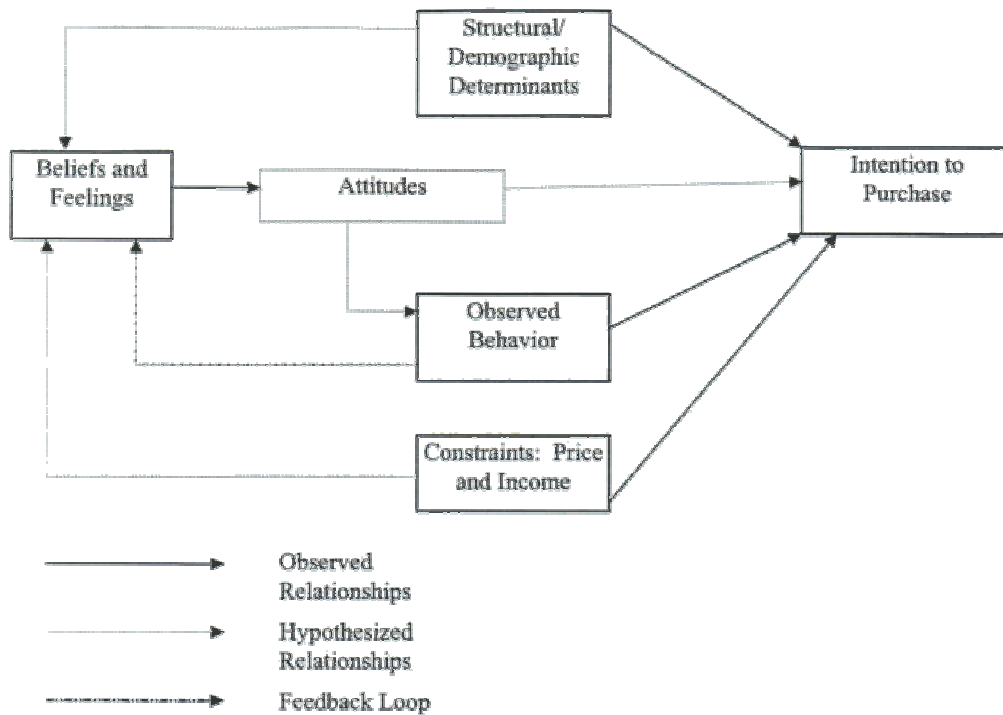 Structural/
Demographic
Determinants
Beliefs and
Feelings
Attitudes
Intention to
Purchase
Observed
Behavior
Constraints: Price
and Income
Observed
Relationships
Hypothesized
Relationships
Feedback Loop